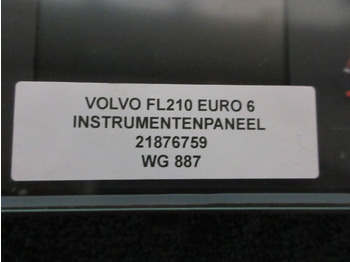 VOLVO FL210 EURO 6
INSTRUMENTENPANEEL
21876759
WG 887